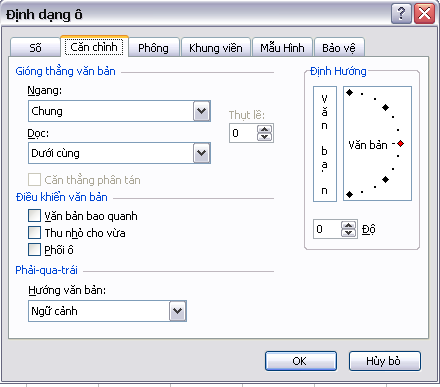 Định dạng ô
Số Căn chỉnh Phông Khung viền Mẫu Hình Bảo vệ
Gióng thẳng văn bản
Ngang:
Chung
Thụt lề:
Dọc:
0
Dưới cùng
Căn thẳng phân tán
Điều khiển văn bản
Văn bản bao quanh
Thu nhỏ cho vừa
Phối ô
Phải-qua-trái
Hướng văn bản:
Ngữ cảnh
Định Hướng
Văn bản
Văn bản
0 Độ
OK Hủy bỏ